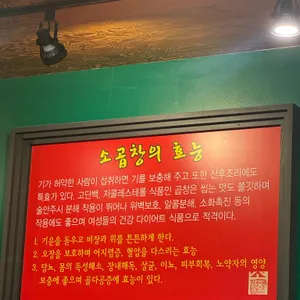 소곱창의 효능
기가 허약한 사람이 섭취하면 기를 보충해 주고 또한 산후조리에도
특효가 있다. 고단백, 저콜레스테롤 식품인 곱창은 씹는 맛도 쫄깃하며
술안주시 분해 작용이 뛰어나 위벽보호, 알콜분해, 소화촉진 등의
작용에도 좋으며 여성들의 건강 다이어트 식품으로 적격이다.
1. 기운을 돋우고 비장과 위를 튼튼하게 한다.
2. 오장을 보호하며 어지럼증, 혈압을 다스리는 효능.
3. 당뇨, 몸의 독성해소, 장내해독, 살균, 이뇨, 피부회복, 노약자의 영양
보충에 좋으며 골다공증에 효능이 있다.